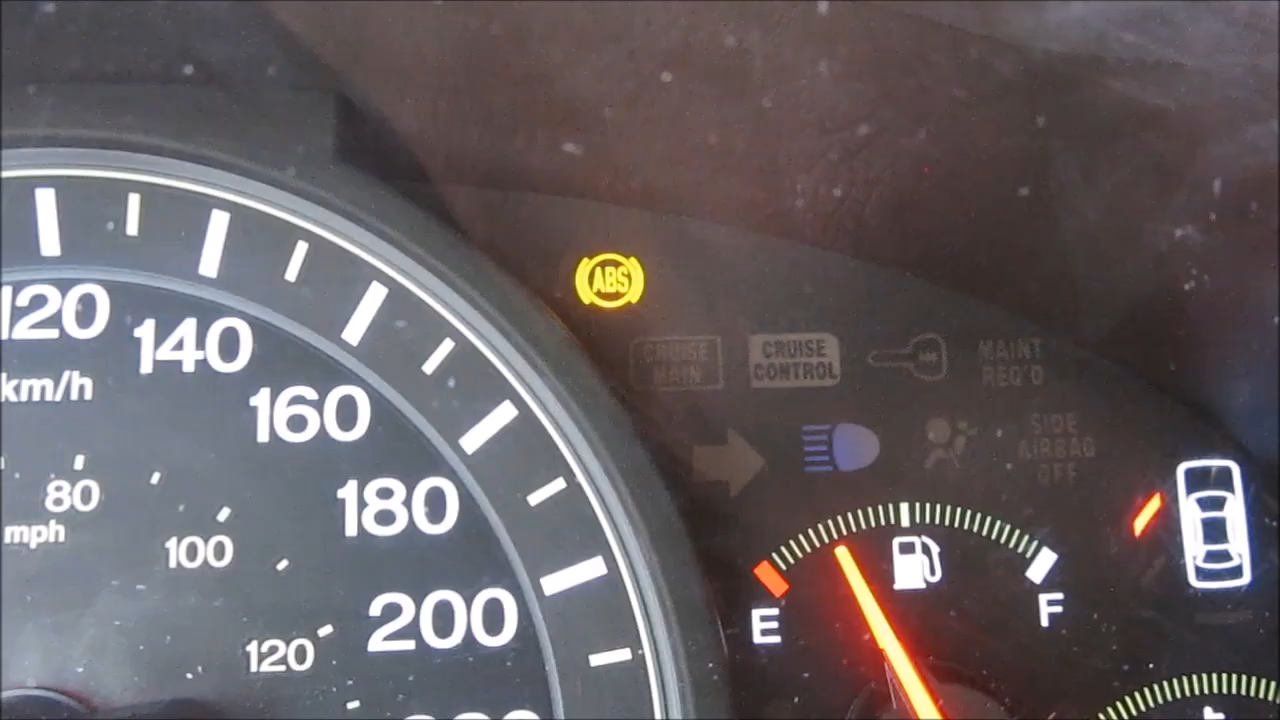 ABS
CRUISE MAIN
CRUISE CONTROL
MAINT REQ'D
SIDE AIRBAG OFF
120
140
160
180
200
km/h
80
100
120
mph
E
F